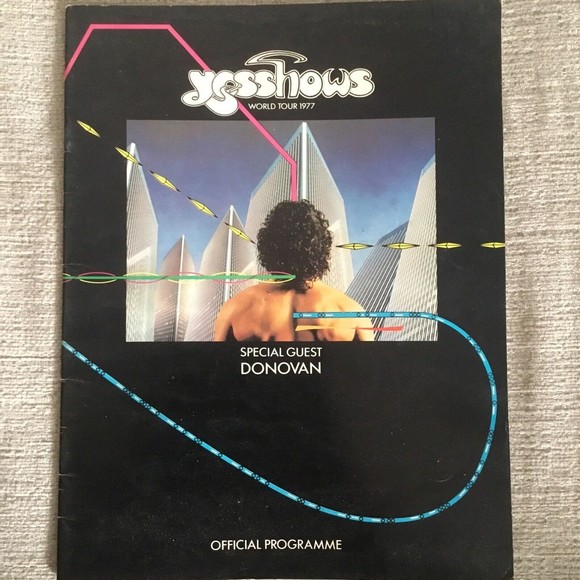 yesshows
WORLD TOUR 1977
SPECIAL GUEST
DONOVAN
OFFICIAL PROGRAMME